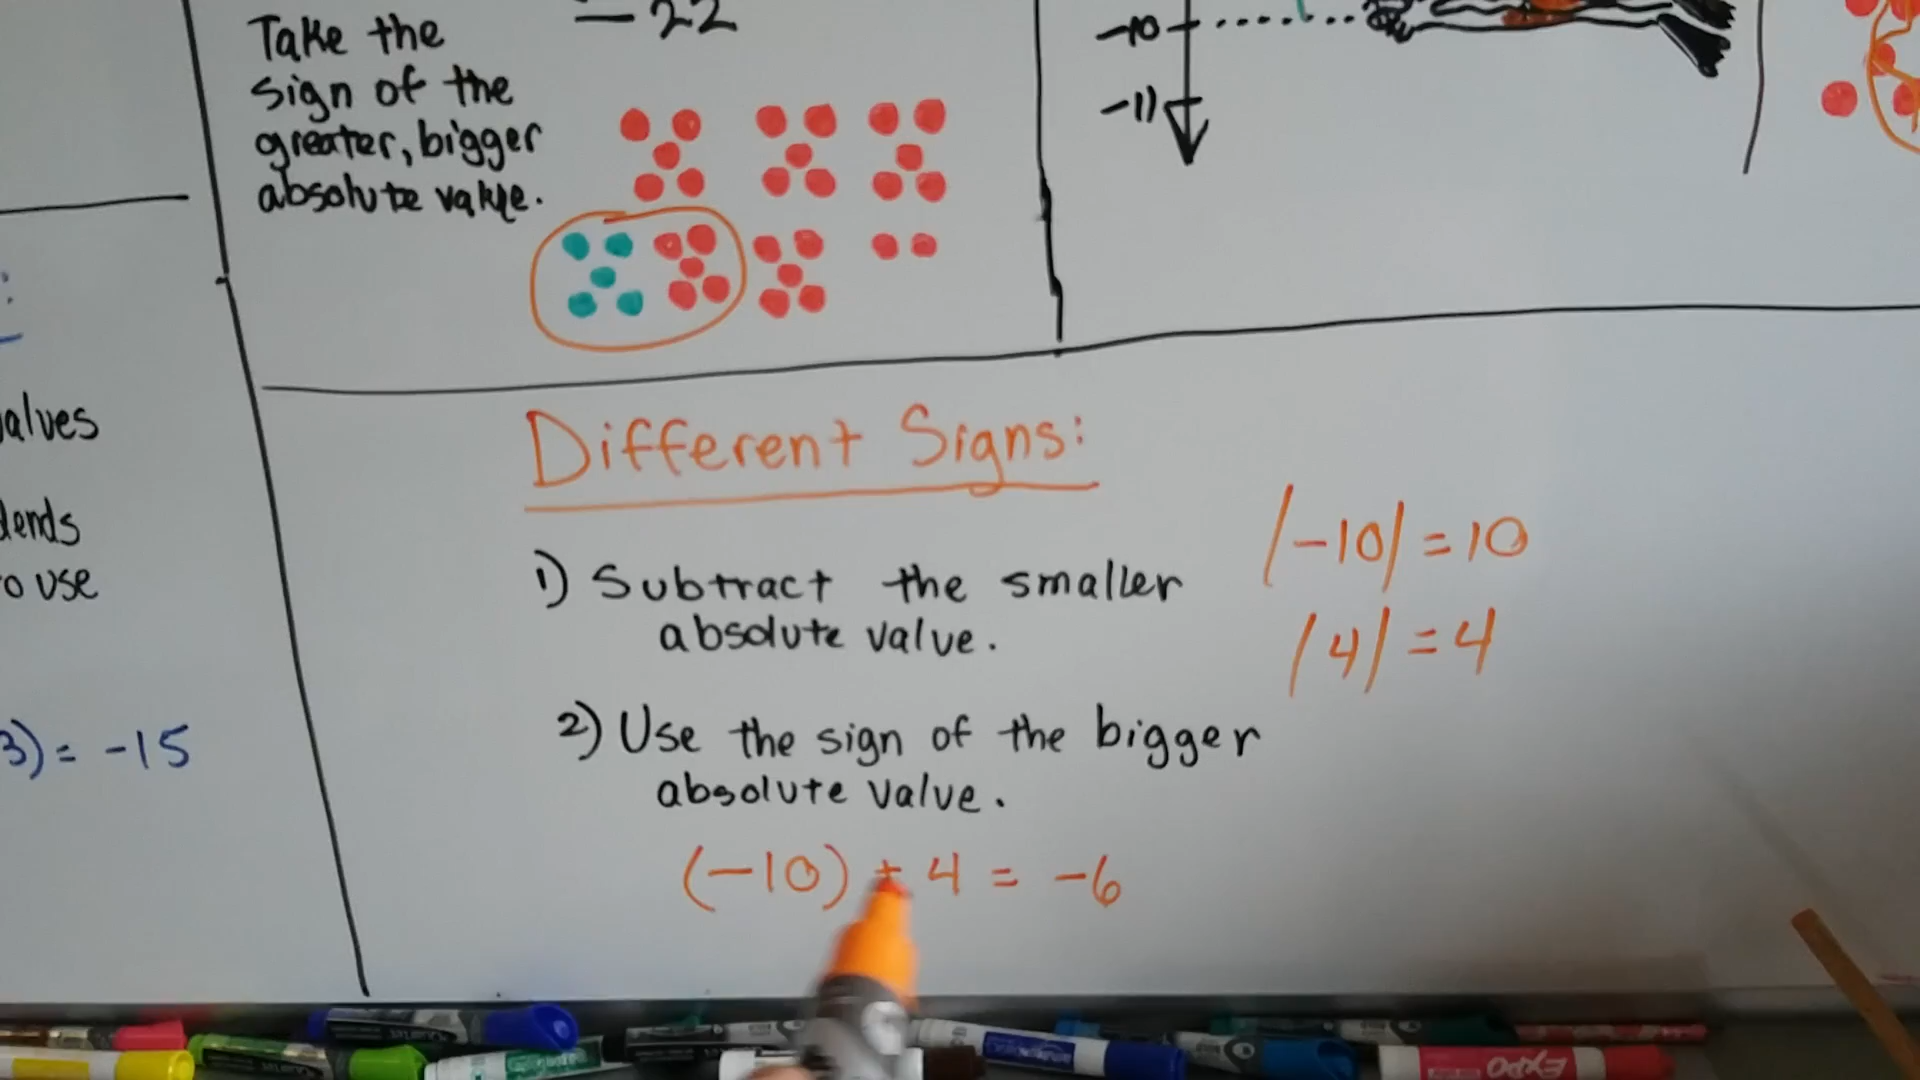 = -22
Take the
sign of the
greater, bigger
absolute value.
-10
-11
alues
dends
o use
3) = -15
Different Signs:
1) Subtract the smaller
absolute value.
2) Use the sign of the bigger
absolute value.
(-10) + 4 = -6
|-10| = 10
|4| = 4
EXPO